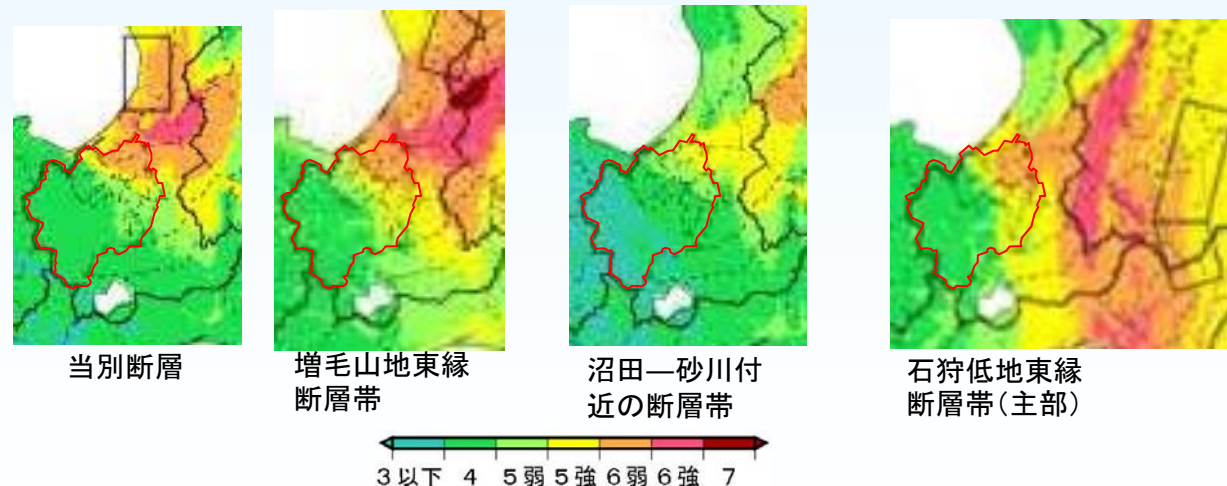 当別断層
増毛山地東縁
断層帯
沼田―砂川付
近の断層帯
石狩低地東縁
断層帯(主部)
3以下 4 5弱 5強 6弱 6強 7